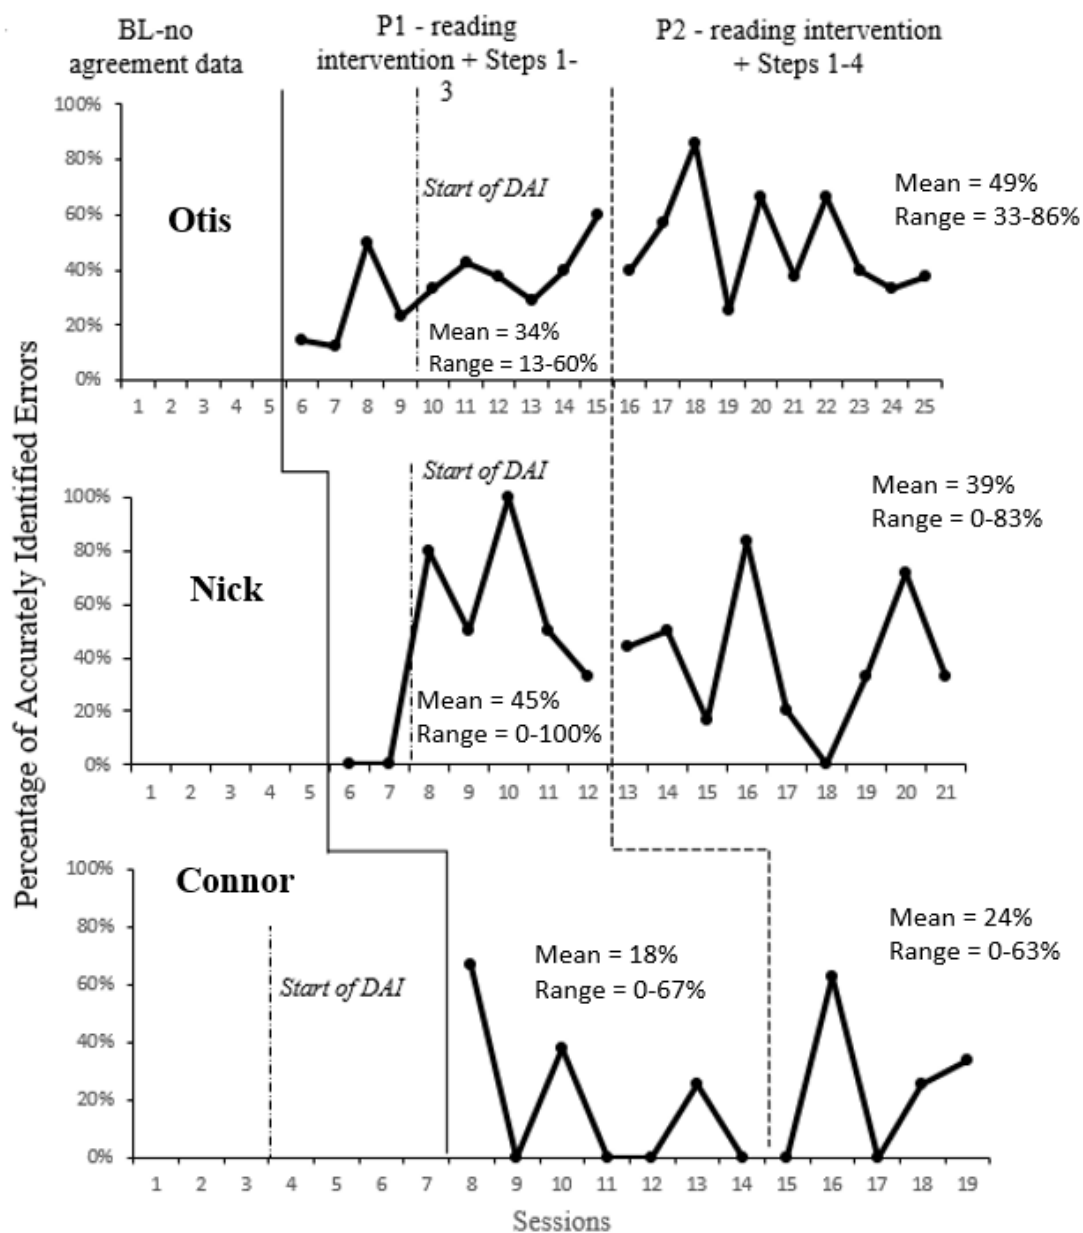 BL-no
agreement data
P1 - reading
intervention + Steps 1-
3
P2 - reading intervention
+ Steps 1-4
Percentage of Accurately Identified Errors
100%
80%
60%
40%
20%
0%
Otis
Start of DAI
Mean = 34%
Range = 13-60%
Mean = 49%
Range = 33-86%
1 2 3 4 5 6 7 8 9 10 11 12 13 14 15 16 17 18 19 20 21 22 23 24 25
100%
80%
60%
40%
20%
0%
Nick
Start of DAI
Mean = 45%
Range = 0-100%
Mean = 39%
Range = 0-83%
1 2 3 4 5 6 7 8 9 10 11 12 13 14 15 16 17 18 19 20 21
100%
80%
60%
40%
20%
0%
Connor
Start of DAI
Mean = 18%
Range = 0-67%
Mean = 24%
Range = 0-63%
1 2 3 4 5 6 7 8 9 10 11 12 13 14 15 16 17 18 19
Sessions